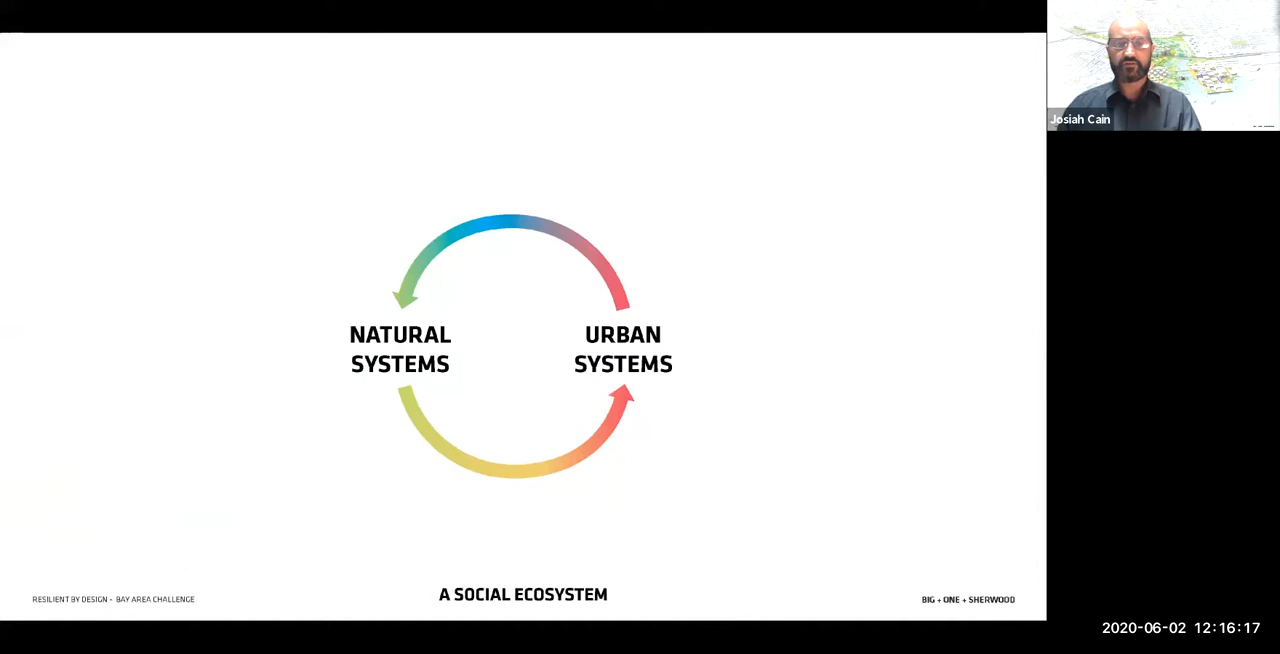 Josiah Cain
NATURAL
SYSTEMS
URBAN
SYSTEMS
A SOCIAL ECOSYSTEM
RESILIENT BY DESIGN - BAY AREA CHALLENGE
BIG + ONE + SHERWOOD
2020-06-02 12:16:17